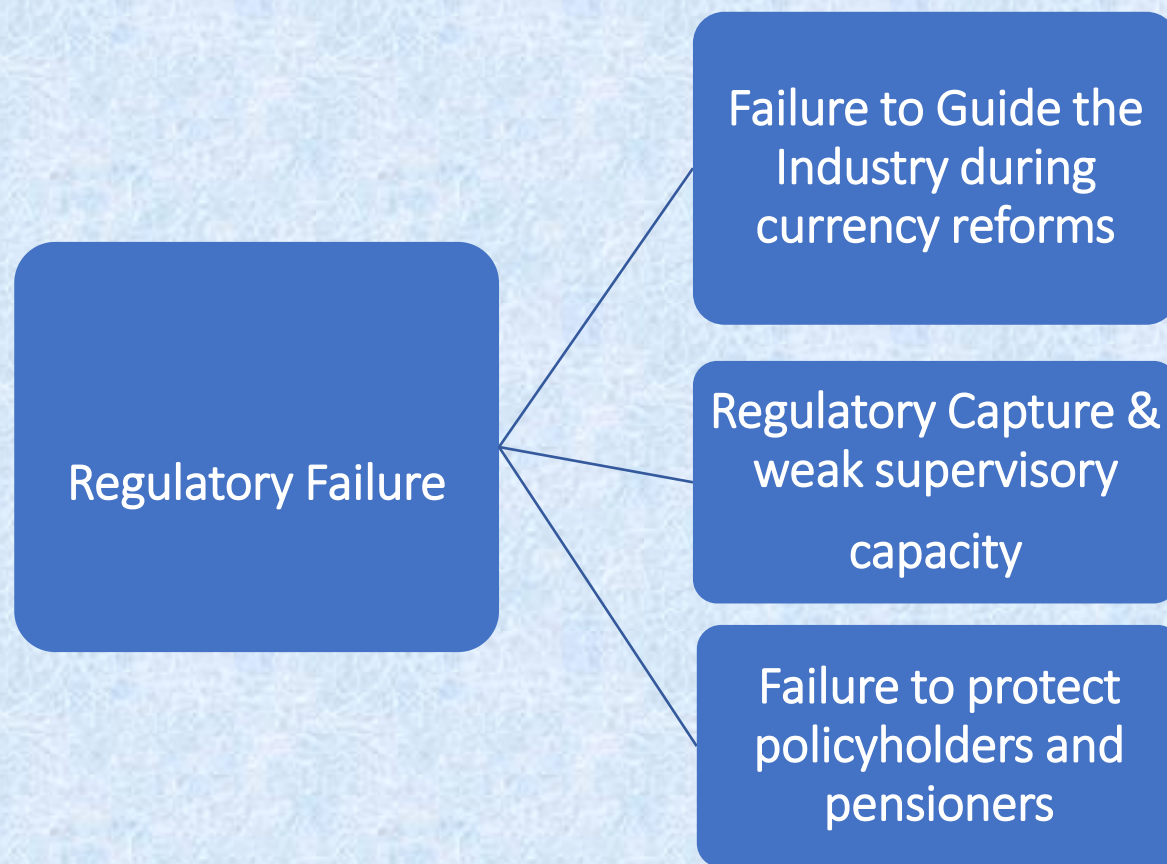 Regulatory Failure
Failure to Guide the
Industry during
currency reforms
Regulatory Capture &
weak supervisory
capacity
Failure to protect
policyholders and
pensioners